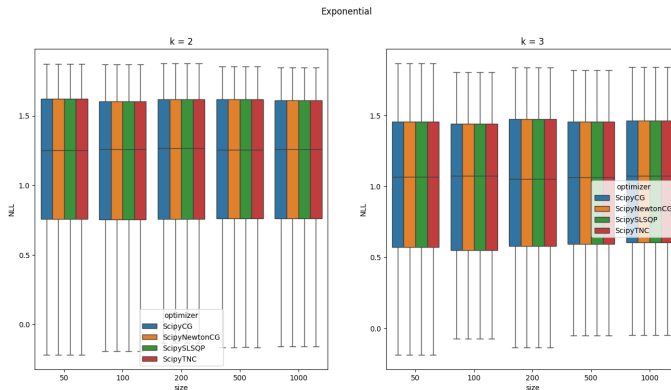 Exponential
k = 2
k = 3
NLL
1.5
1.0
0.5
0.0
optimizer
ScipyCG
ScipyNewtonCG
ScipySLSQP
ScipyTNC
50 100 200 500 1000
size
NLL
1.5
1.0
0.5
0.0
optimizer
ScipyCG
ScipyNewtonCG
ScipySLSQP
ScipyTNC
50 100 200 500 1000
size